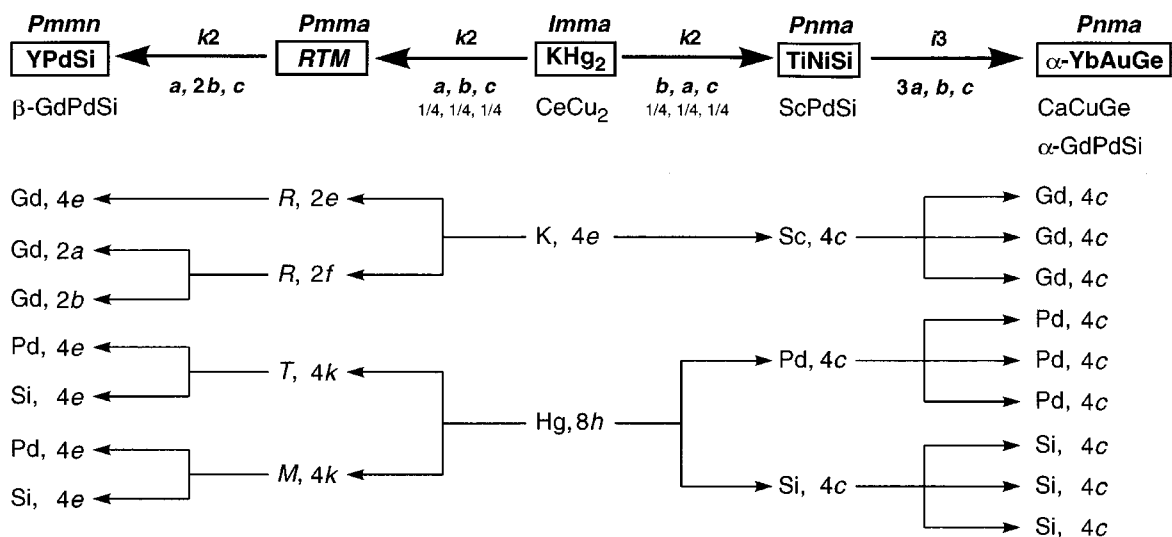 Pmmn Pmma Imma Pnma Pnma
k2 k2 k2 i3
YPdSi RTM KHg₂ TiNiSi α-YbAuGe
a, 2b, c a, b, c b, a, c 3a, b, c
β-GdPdSi 1/4, 1/4, 1/4 CeCu₂ 1/4, 1/4, 1/4 ScPdSi CaCuGe
α-GdPdSi
Gd, 4e R, 2e Gd, 4c
K, 4e Sc, 4c Gd, 4c
Gd, 2a
R, 2f Gd, 4c
Gd, 2b
Pd, 4c
Pd, 4e
T, 4k Pd, 4c Pd, 4c
Si, 4e Pd, 4c
Hg, 8h
Pd, 4e Si, 4c
M, 4k Si, 4c Si, 4c
Si, 4e
Si, 4c